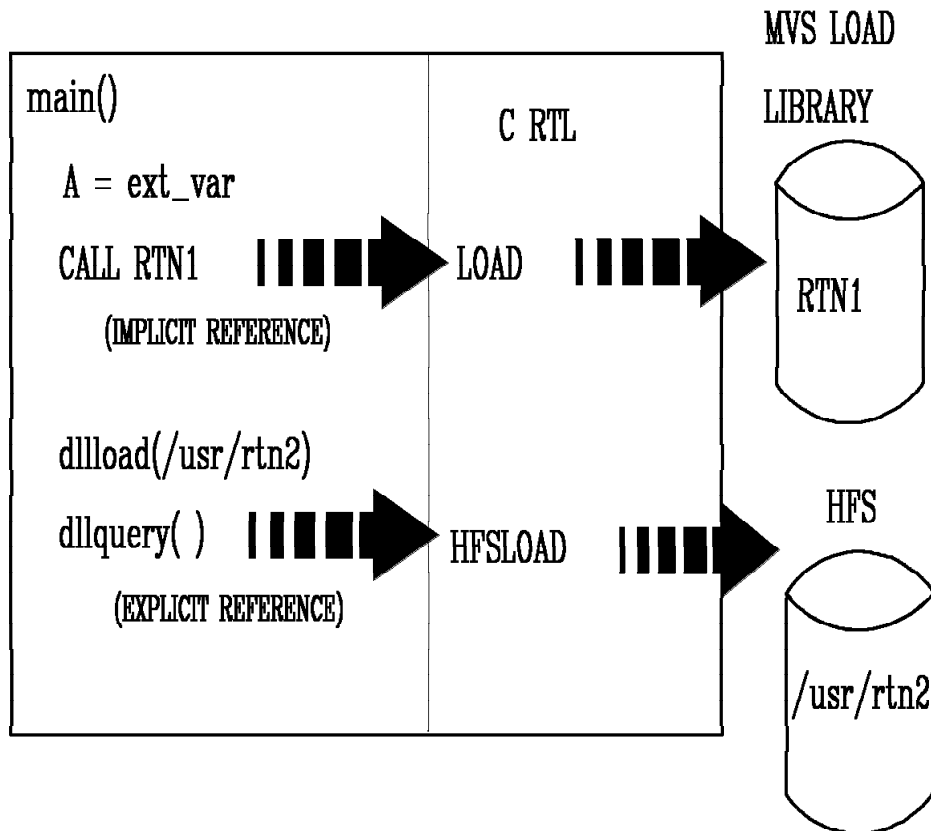 MVS LOAD
LIBRARY
main()
C RTL
A = ext_var
CALL RTN1
LOAD
RTN1
(IMPLICIT REFERENCE)
dllload(/usr/rtn2)
dllquery( )
HFSLOAD
HFS
(EXPLICIT REFERENCE)
/usr/rtn2